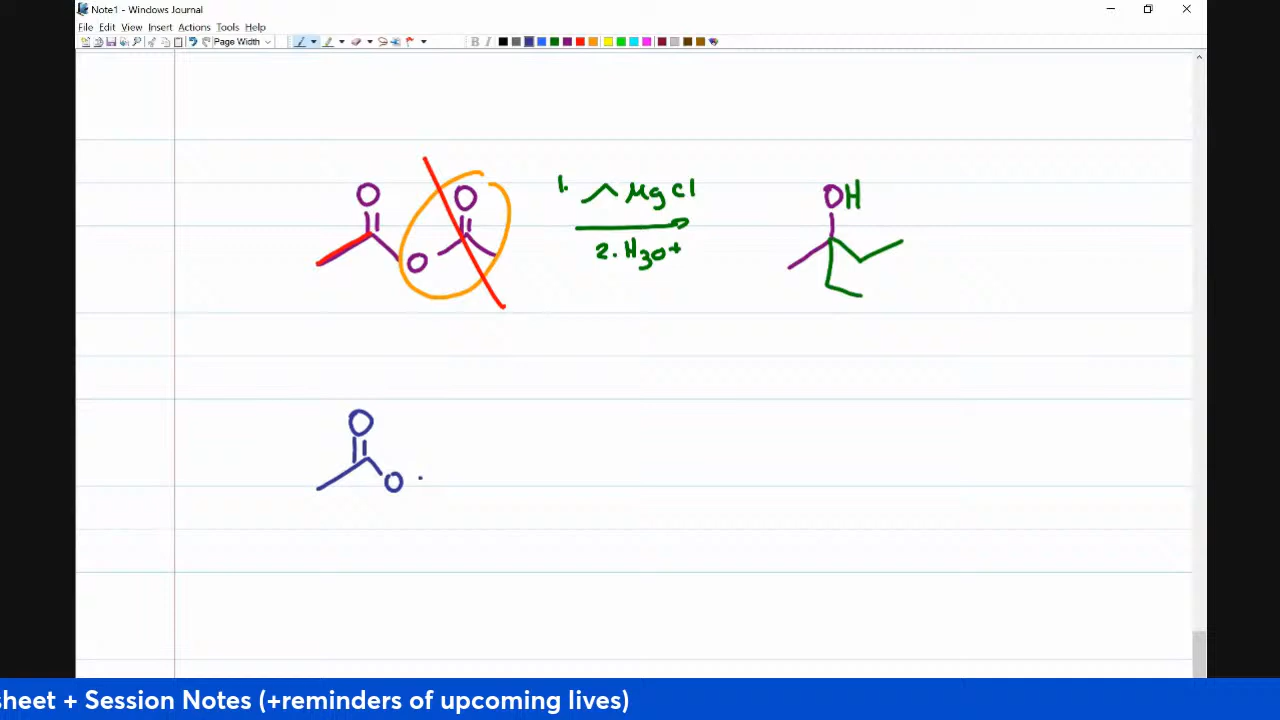 Note1 - Windows Journal
File Edit View Insert Actions Tools Help
Page Width
B I
O O 1. MgCl OH
O 2. H3O+
O
O
sheet + Session Notes (+reminders of upcoming lives)